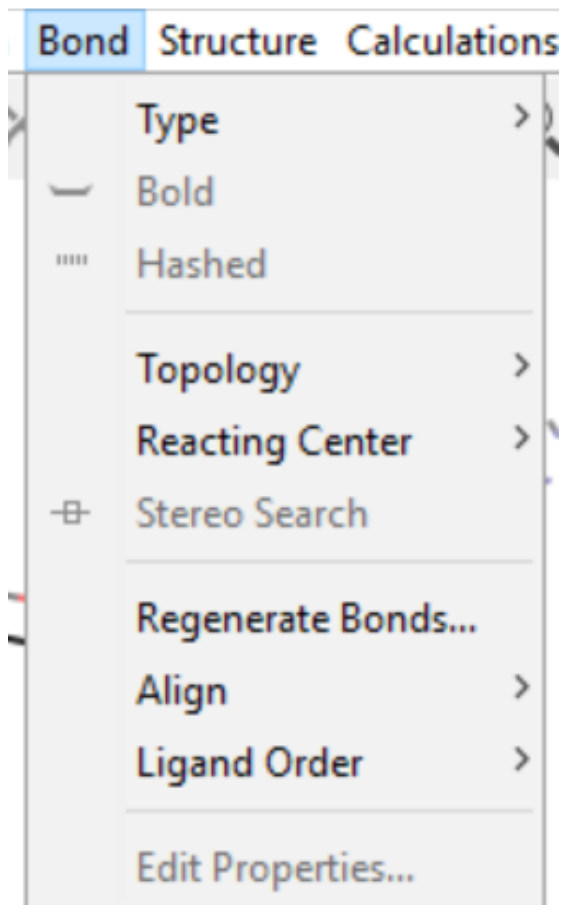 Bond Structure Calculations
Type
Bold
Hashed
Topology
Reacting Center
Stereo Search
Regenerate Bonds...
Align
Ligand Order
Edit Properties...